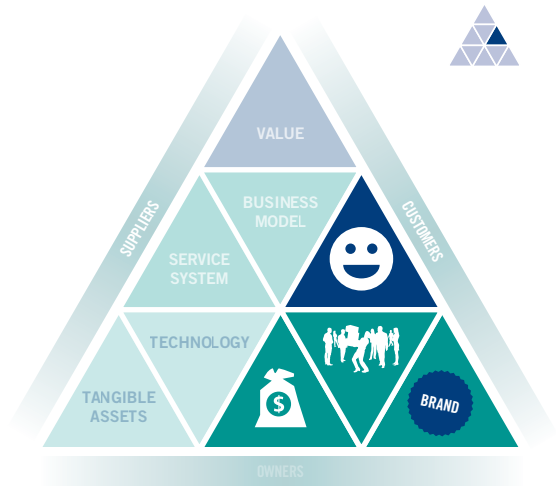 VALUE
BUSINESS
MODEL
SUPPLIERS
CUSTOMERS
SERVICE
SYSTEM
TECHNOLOGY
TANGIBLE
ASSETS
$
BRAND
OWNERS